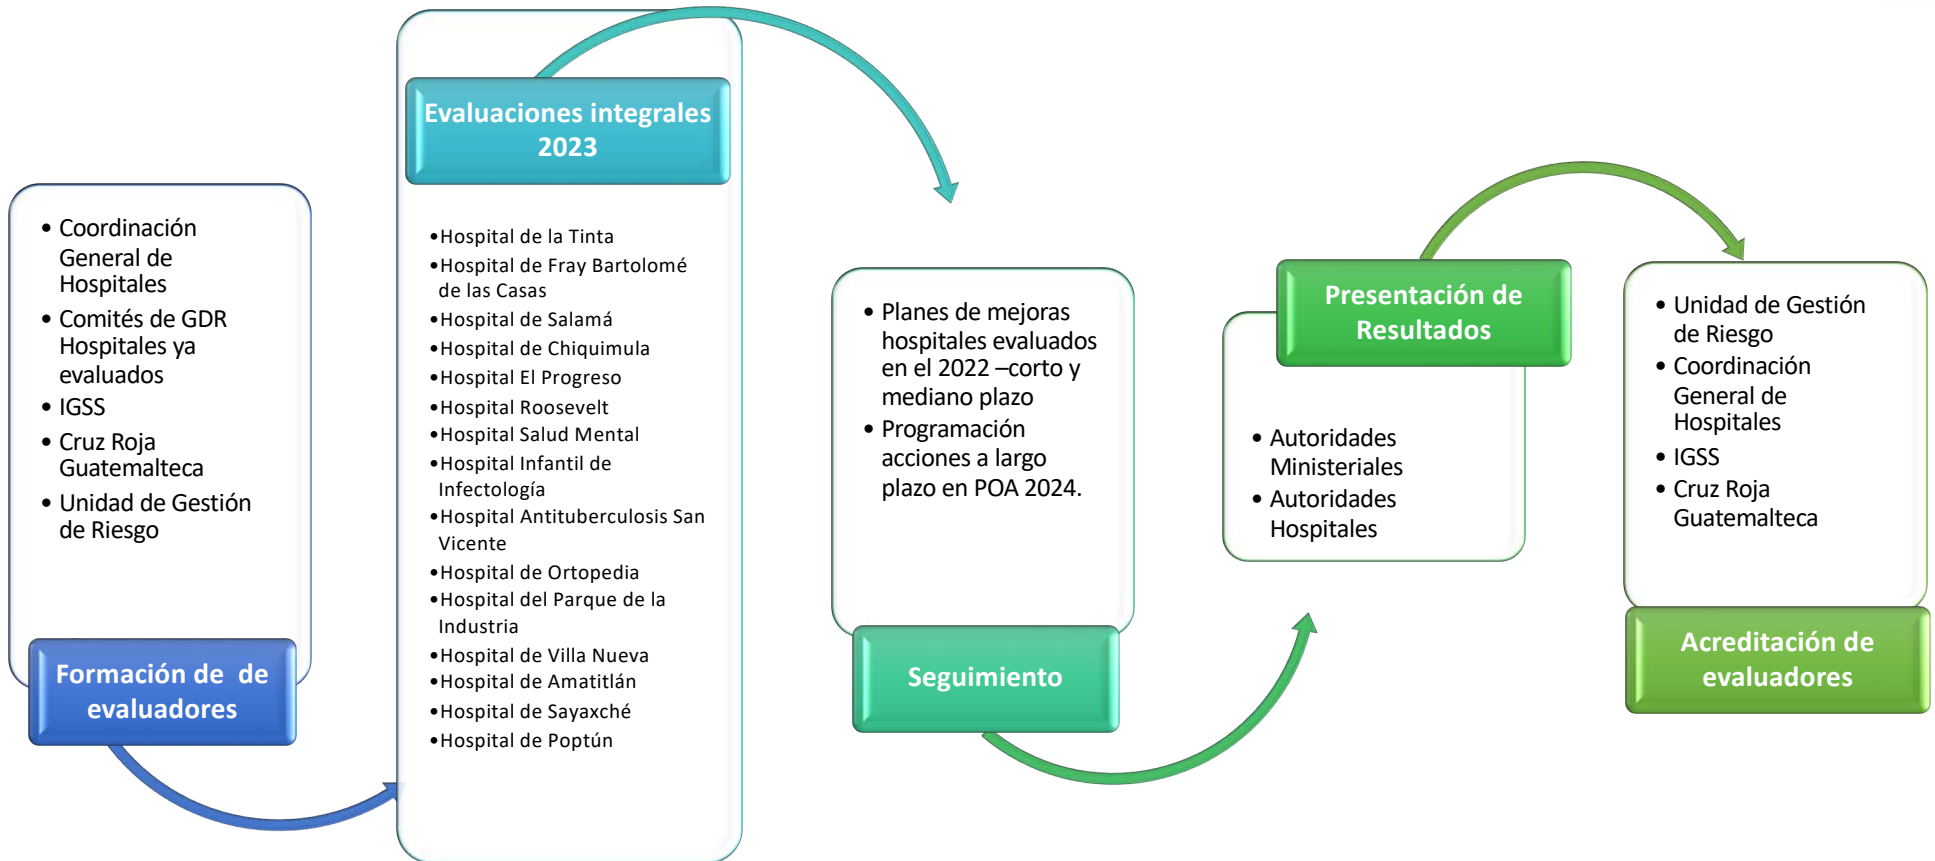 • Coordinación
General de
Hospitales
• Comités de GDR
Hospitales ya
evaluados
• IGSS
• Cruz Roja
Guatemalteca
• Unidad de Gestión
de Riesgo
Formación de  de
evaluadores
Evaluaciones integrales
2023
•Hospital de la Tinta
•Hospital de Fray Bartolomé
de las Casas
•Hospital de Salamá
•Hospital de Chiquimula
•Hospital El Progreso
•Hospital Roosevelt
•Hospital Salud Mental
•Hospital Infantil de
Infectología
•Hospital Antituberculosis San
Vicente
•Hospital de Ortopedia
•Hospital del Parque de la
Industria
•Hospital de Villa Nueva
•Hospital de Amatitlán
•Hospital de Sayaxché
•Hospital de Poptún
• Planes de mejoras
hospitales evaluados
en el 2022 –corto y
mediano plazo
• Programación
acciones a largo
plazo en POA 2024.
Seguimiento
Presentación de
Resultados
• Autoridades
Ministeriales
• Autoridades
Hospitales
• Unidad de Gestión
de Riesgo
• Coordinación
General de
Hospitales
• IGSS
• Cruz Roja
Guatemalteca
Acreditación de
evaluadores